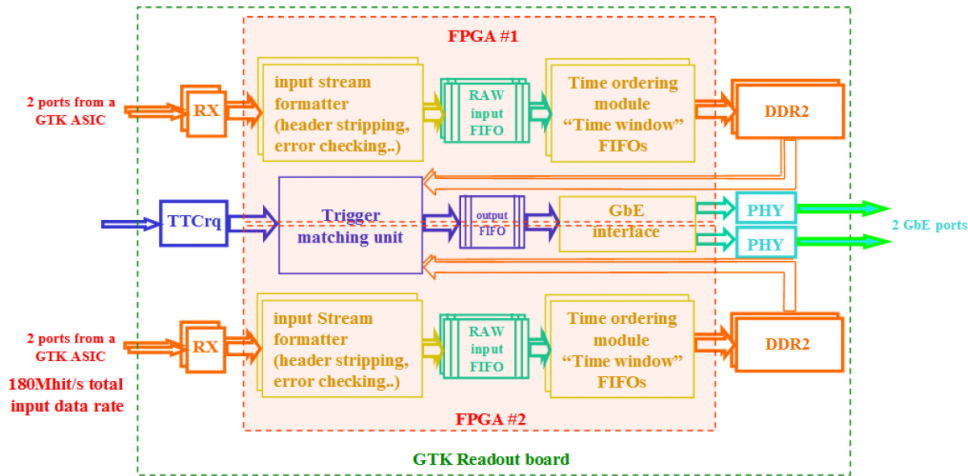 FPGA #1
2 ports from a
GTK ASIC
RX
input stream
formatter
(header stripping,
error checking..)
RAW
input
FIFO
Time ordering
module
“Time window”
FIFOs
DDR2
TTCrq
Trigger
matching unit
output
FIFO
GbE
interface
PHY
PHY
2 GbE ports
2 ports from a
GTK ASIC
180Mhit/s total
input data rate
RX
input Stream
formatter
(header stripping,
error checking..)
RAW
input
FIFO
Time ordering
module
“Time window”
FIFOs
DDR2
FPGA #2
GTK Readout board